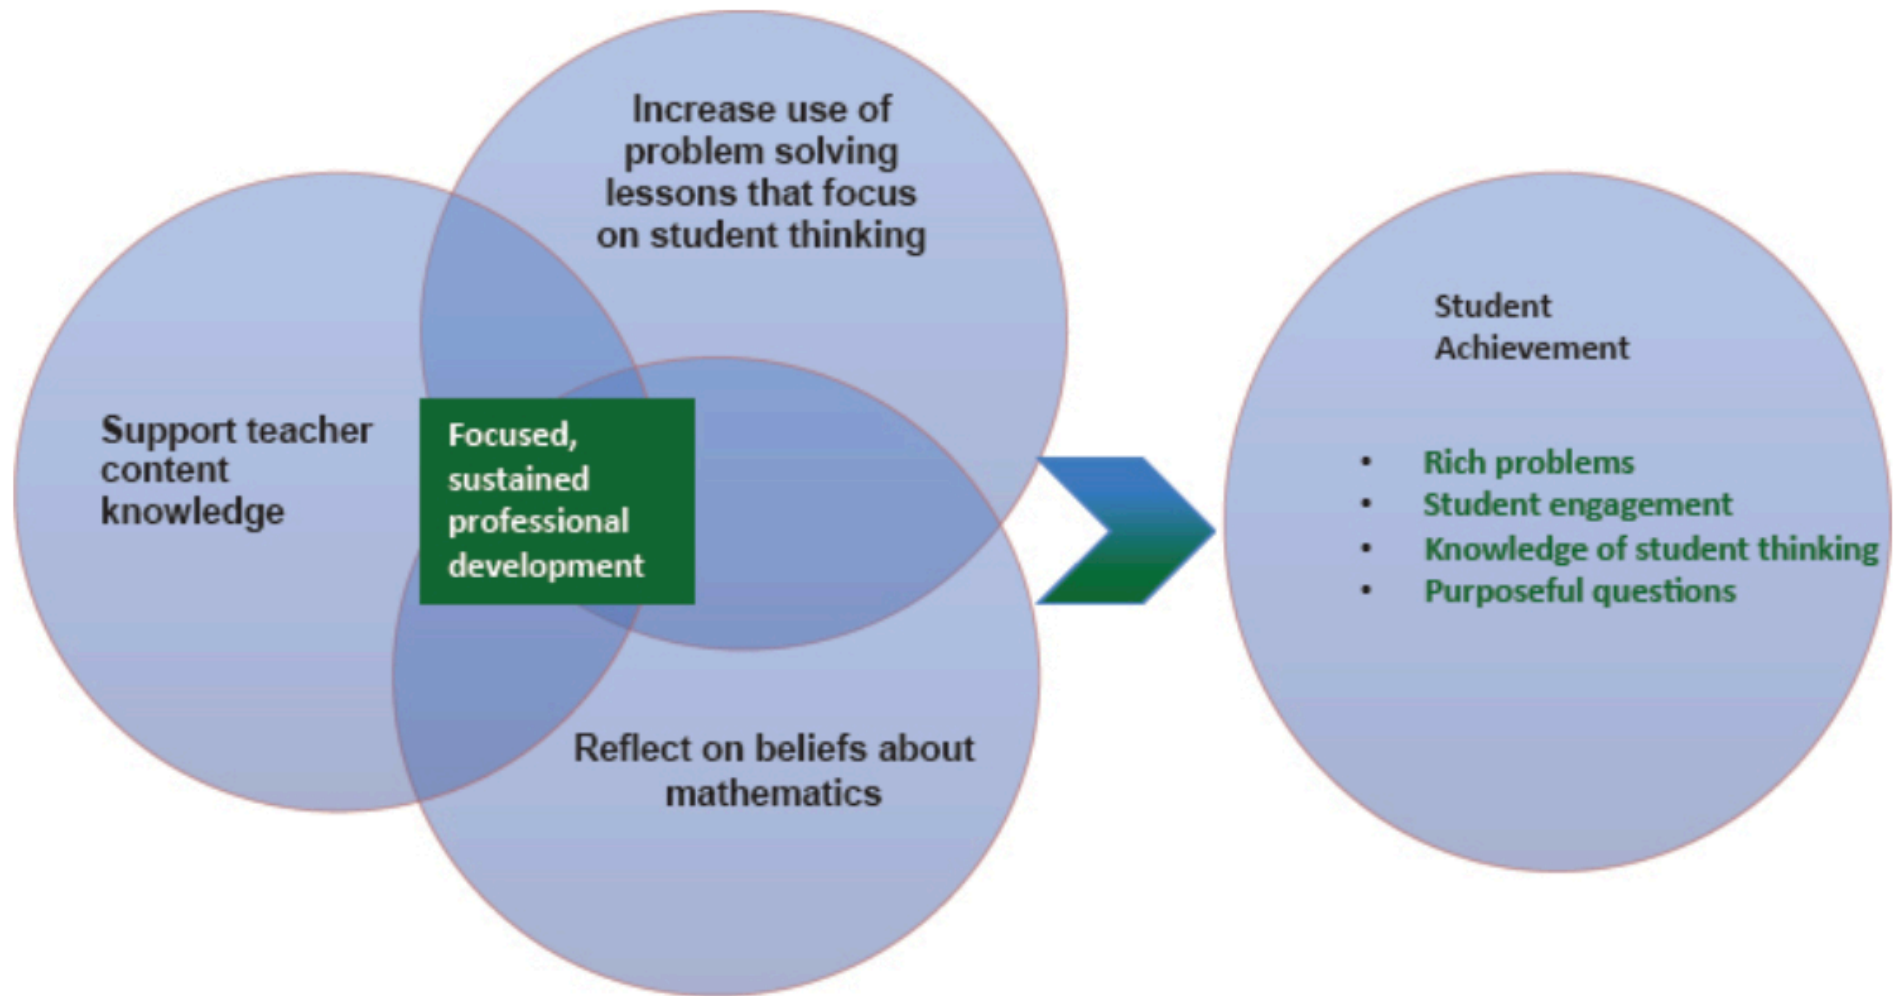 Increase use of
problem solving
lessons that focus
on student thinking
Support teacher
content
knowledge
Focused,
sustained
professional
development
Reflect on beliefs about
mathematics
Student
Achievement
• Rich problems
• Student engagement
• Knowledge of student thinking
• Purposeful questions